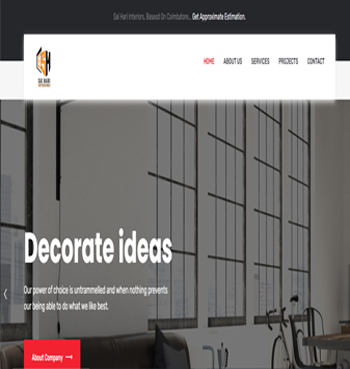 Sai Hari Interiors, Based On Coimbatore... Get Approximate Estimation.
SAI HARI
HOME ABOUT US SERVICES PROJECTS CONTACT
Decorate ideas
Our power of choice is untrammelled and when nothing prevents
our being able to do what we like best.
About Company